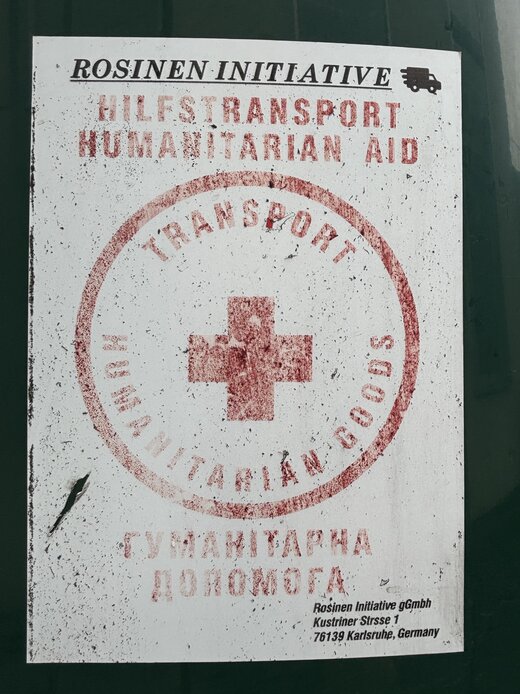 ROSINEN INITIATIVE
HILFSTRANSPORT
HUMANITARIAN AID
TRANSPORT
HUMANITARIAN GOODS
ГУМАНІТАРНА
ДОПОМОГА
Rosinen Initiative gGmbh
Kustriner Strsse 1
76139 Karlsruhe, Germany